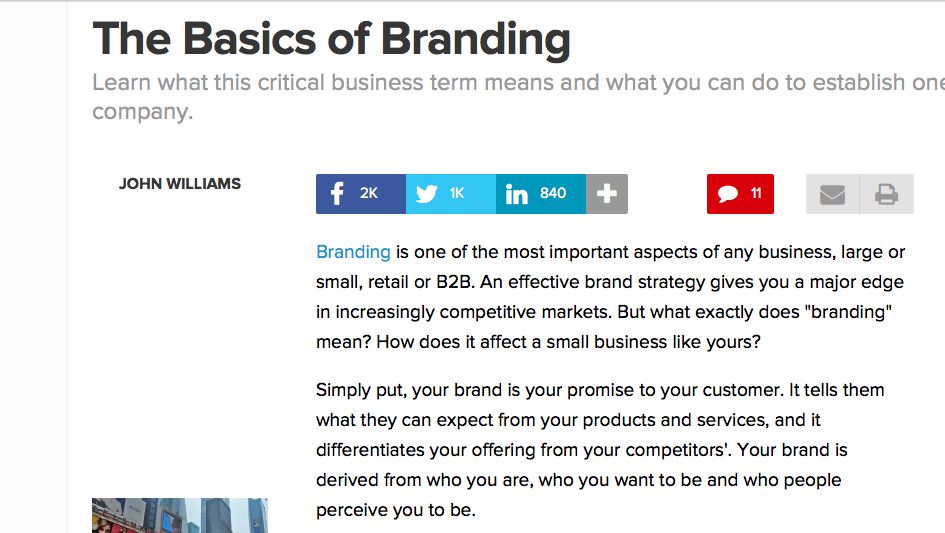 The Basics of Branding
Learn what this critical business term means and what you can do to establish one
company.
JOHN WILLIAMS
2K
1K
in 840
+
11
Branding is one of the most important aspects of any business, large or
small, retail or B2B. An effective brand strategy gives you a major edge
in increasingly competitive markets. But what exactly does "branding"
mean? How does it affect a small business like yours?
Simply put, your brand is your promise to your customer. It tells them
what they can expect from your products and services, and it
differentiates your offering from your competitors'. Your brand is
derived from who you are, who you want to be and who people
perceive you to be.